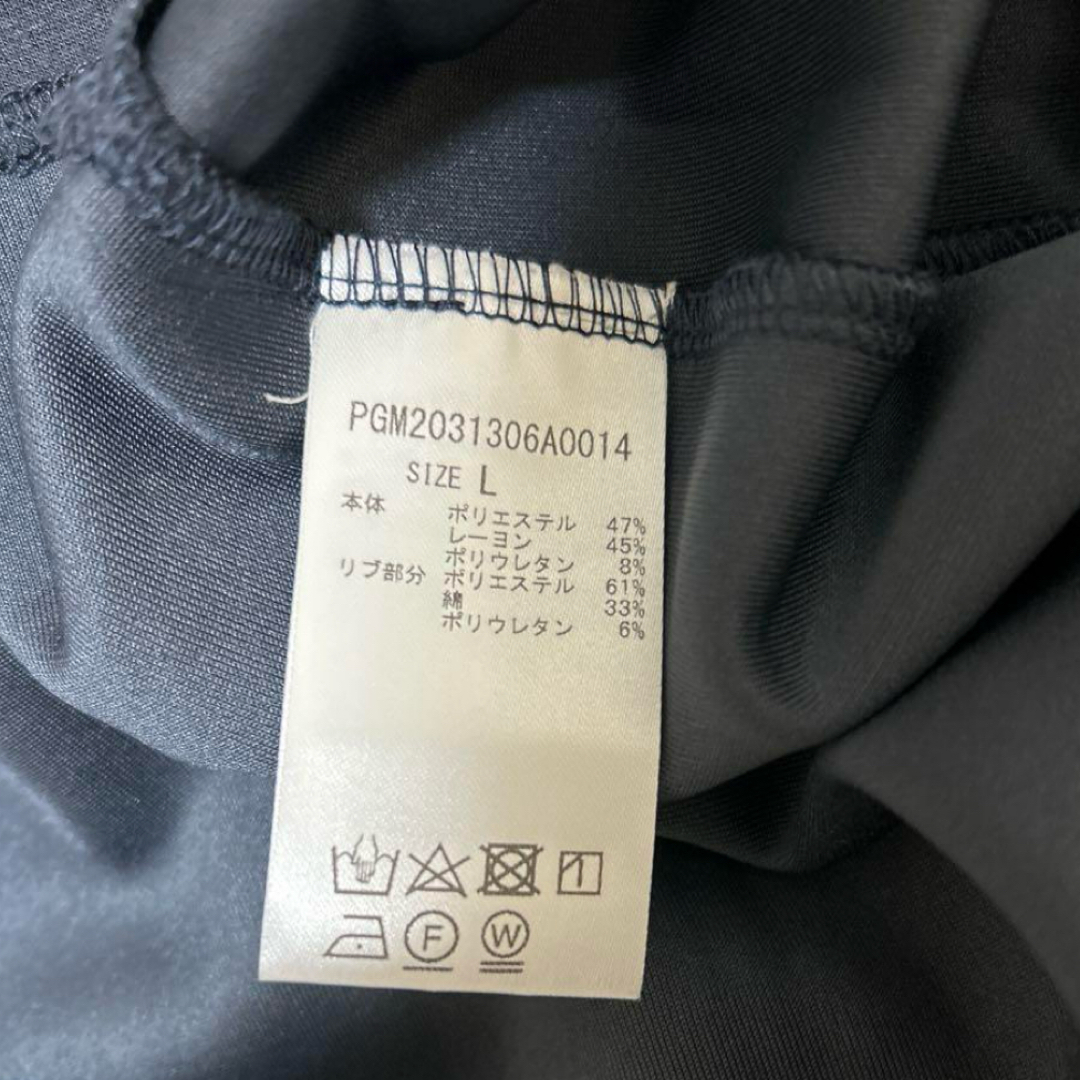 PGM2031306A0014
SIZE L
本体 ポリエステル 47%
レーヨン 45%
ポリウレタン 8%
リブ部分 ポリエステル 61%
綿 33%
ポリウレタン 6%
F W